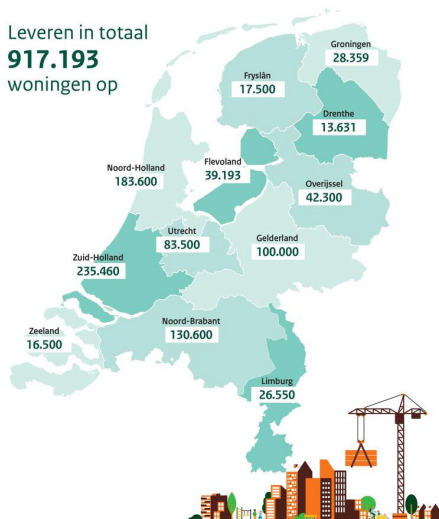 Leveren in totaal
917.193
woningen op
Groningen
28.359
Fryslân
17.500
Drenthe
13.631
Flevoland
39.193
Noord-Holland
183.600
Overijssel
42.300
Utrecht
83.500
Gelderland
100.000
Zuid-Holland
235.460
Noord-Brabant
130.600
Zeeland
16.500
Limburg
26.550